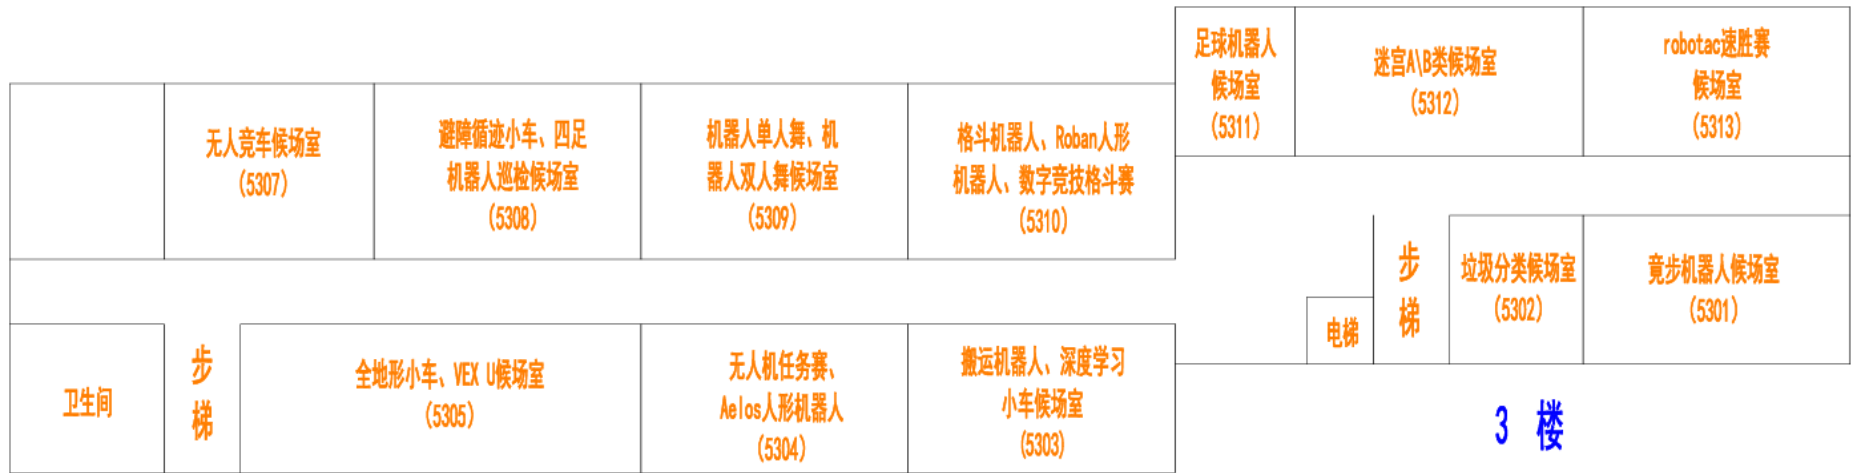 足球机器人
候场室
(5311)
迷宫A\B类候场室
(5312)
robotac速胜赛
候场室
(5313)
无人竞车候场室
(5307)
避障循迹小车、四足
机器人巡检候场室
(5308)
机器人单人舞、机
器人双人舞候场室
(5309)
格斗机器人、Roban人形
机器人、数字竞技格斗赛
(5310)
步
梯
垃圾分类候场室
(5302)
竟步机器人候场室
(5301)
电梯
卫生间
步
梯
全地形小车、VEX U候场室
(5305)
无人机任务赛、
Aelos人形机器人
(5304)
搬运机器人、深度学习
小车候场室
(5303)
3 楼